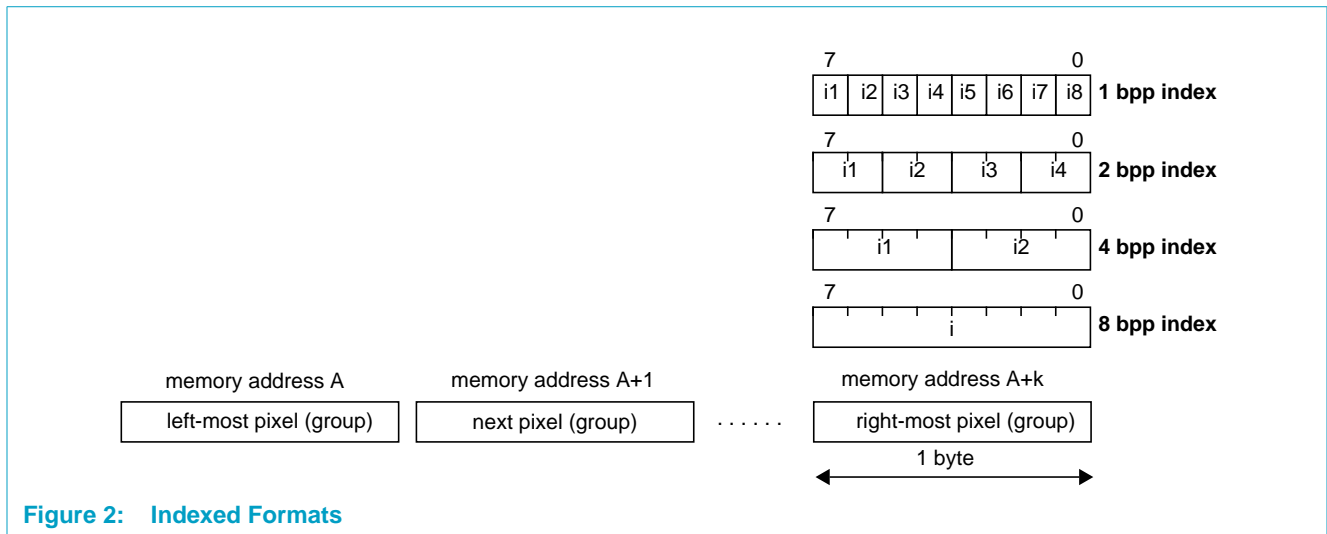 7 0
i1 i2 i3 i4 i5 i6 i7 i8 1 bpp index
7 0
i1 i2 i3 i4 2 bpp index
7 0
i1 i2 4 bpp index
7 0
i 8 bpp index
memory address A memory address A+1 memory address A+k
left-most pixel (group) next pixel (group) . . . . . . right-most pixel (group)
1 byte
Figure 2: Indexed Formats